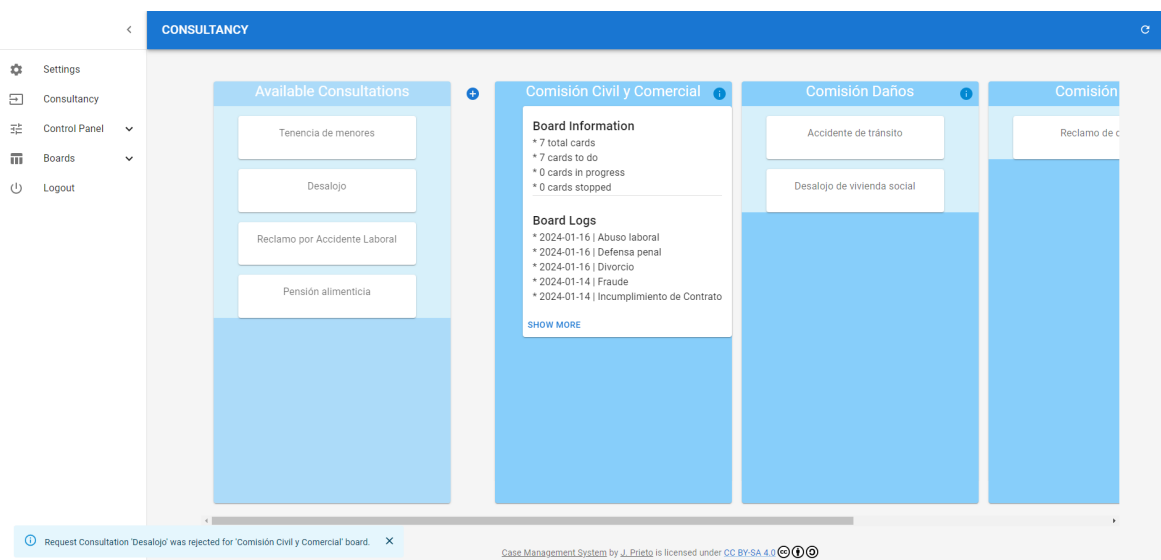 CONSULTANCY
Settings
Consultancy
Control Panel
Boards
Logout
Available Consultations
Tenencia de menores
Desalojo
Reclamo por Accidente Laboral
Pensión alimenticia
Comisión Civil y Comercial
Board Information
* 7 total cards
* 7 cards to do
* 0 cards in progress
* 0 cards stopped
Board Logs
* 2024-01-16 | Abuso laboral
* 2024-01-16 | Defensa penal
* 2024-01-16 | Divorcio
* 2024-01-14 | Fraude
* 2024-01-14 | Incumplimiento de Contrato
SHOW MORE
Comisión Daños
Accidente de tránsito
Desalojo de vivienda social
Comisión
Reclamo de
Request Consultation 'Desalojo' was rejected for 'Comisión Civil y Comercial' board.
Case Management System by J. Prieto is licensed under CC BY-SA 4.0